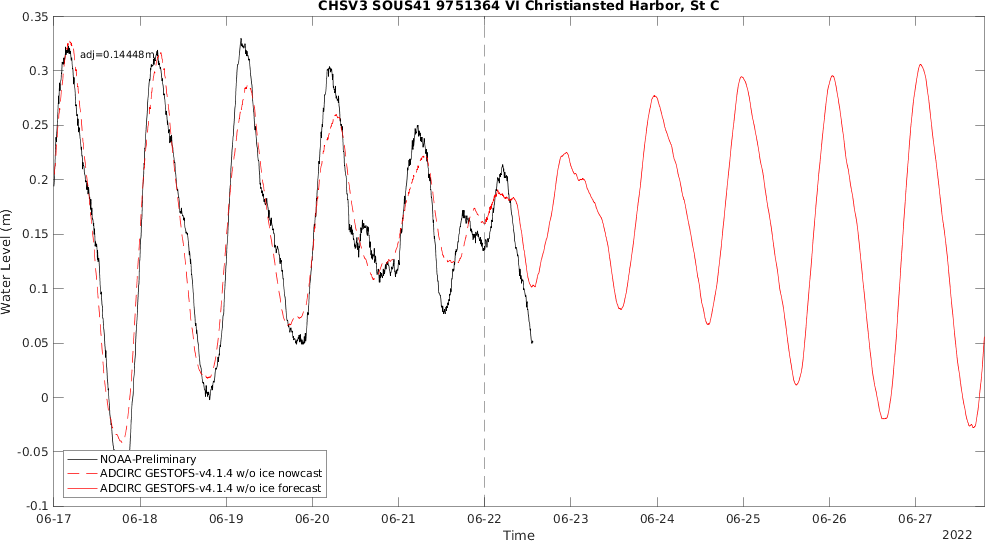 CHSV3 SOUS41 9751364 VI Christiansted Harbor, St C
0.35
0.3
0.25
0.2
0.15
0.1
0.05
0
-0.05
-0.1
Water Level (m)
adj=0.14448m
NOAA-Preliminary
ADCIRC GESTOFS-v4.1.4 w/o ice nowcast
ADCIRC GESTOFS-v4.1.4 w/o ice forecast
06-17 06-18 06-19 06-20 06-21 06-22 06-23 06-24 06-25 06-26 06-27
Time
2022